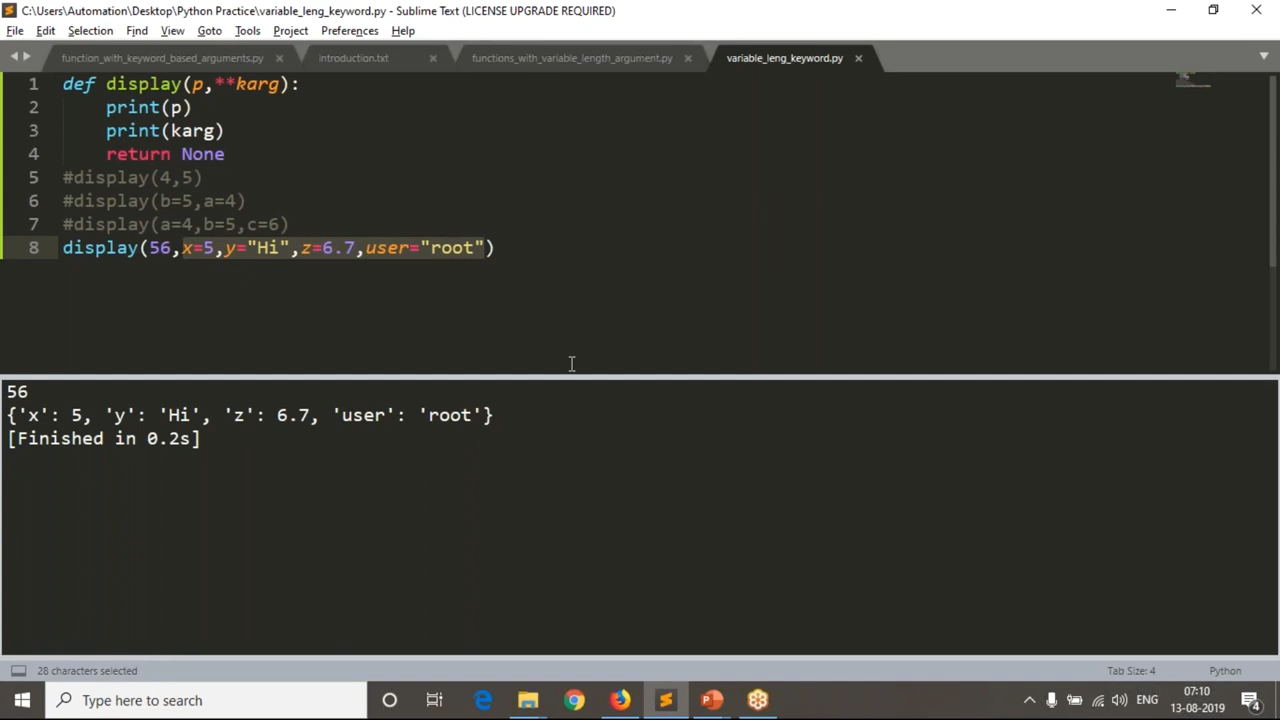 C:\Users\Automation\Desktop\Python Practice\variable_leng_keyword.py - Sublime Text (LICENSE UPGRADE REQUIRED)
File Edit Selection Find View Goto Tools Project Preferences Help
function_with_keyword_based_arguments.py introduction.txt functions_with_variable_length_argument.py variable_leng_keyword.py
1 def display(p,**karg):
2 print(p)
3 print(karg)
4 return None
5 #display(4,5)
6 #display(b=5,a=4)
7 #display(a=4,b=5,c=6)
8 display(56,x=5,y="Hi",z=6.7,user="root")
56
{'x': 5, 'y': 'Hi', 'z': 6.7, 'user': 'root'}
[Finished in 0.2s]
28 characters selected Tab Size: 4 Python
Type here to search ENG 07:10
13-08-2019 4